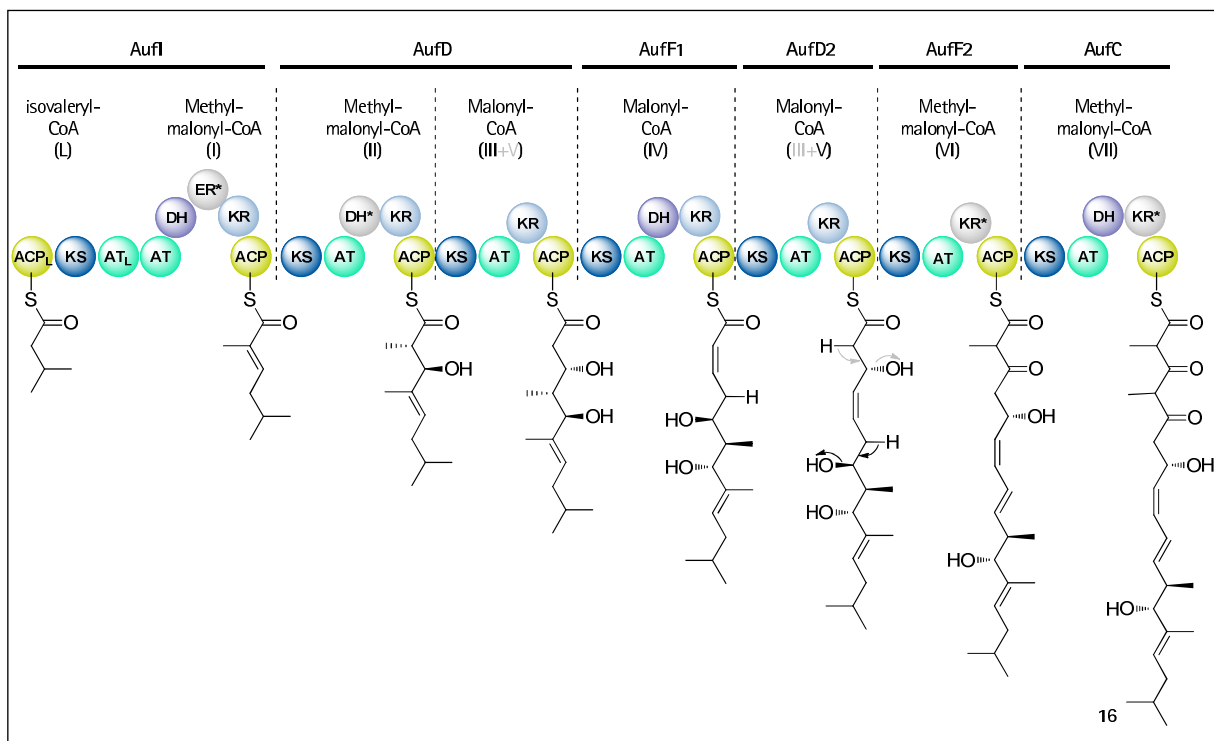 AufI AufD AufF1 AufD2 AufF2 AufC
isovaleryl- Methyl- Methyl- Malonyl- Malonyl- Malonyl- Methyl- Methyl-
CoA malonyl-CoA malonyl-CoA CoA CoA CoA malonyl-CoA malonyl-CoA
(L) (I) (II) (III+V) (IV) (III+V) (VI) (VII)
ER*
DH KR DH* KR KR DH KR KR KR* DH KR*
ACPL KS ATL AT ACP KS AT ACP KS AT ACP KS AT ACP KS AT ACP KS AT ACP KS AT ACP
S S S S S S S S
O O O O O O O O
H
OH OH OH O O
H OH O
HO H OH
HO HO OH
HO
HO
HO
16